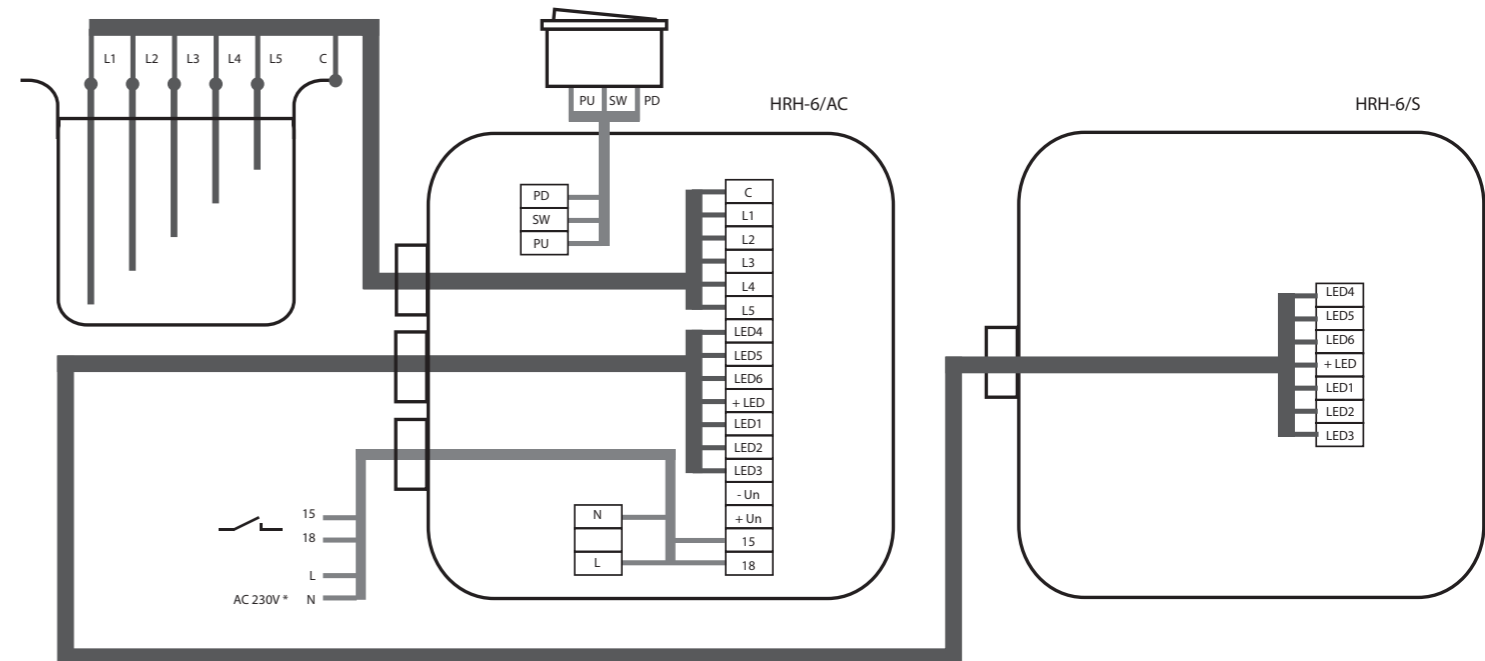 L1 L2 L3 L4 L5 C
PU SW PD
HRH-6/AC
HRH-6/S
PD
SW
PU
C
L1
L2
L3
L4
L5
LED4
LED5
LED6
+ LED
LED1
LED2
LED3
- Un
+ Un
15
18
N
L
15
18
L
AC 230V * N
LED4
LED5
LED6
+ LED
LED1
LED2
LED3